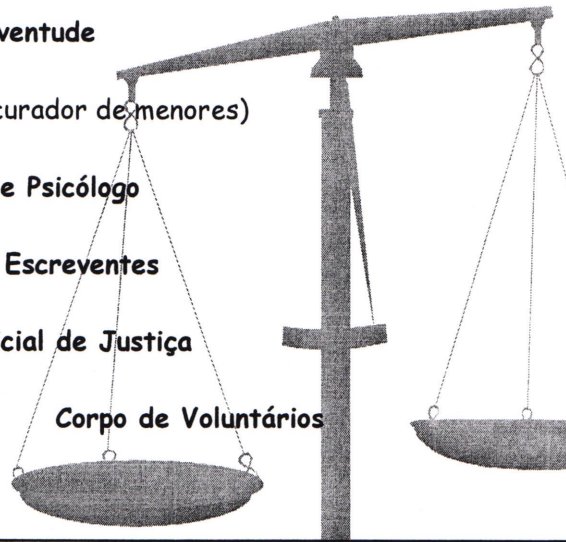 ventude
curador de menores)
e Psicólogo
Escreventes
cial de Justiça
Corpo de Voluntários